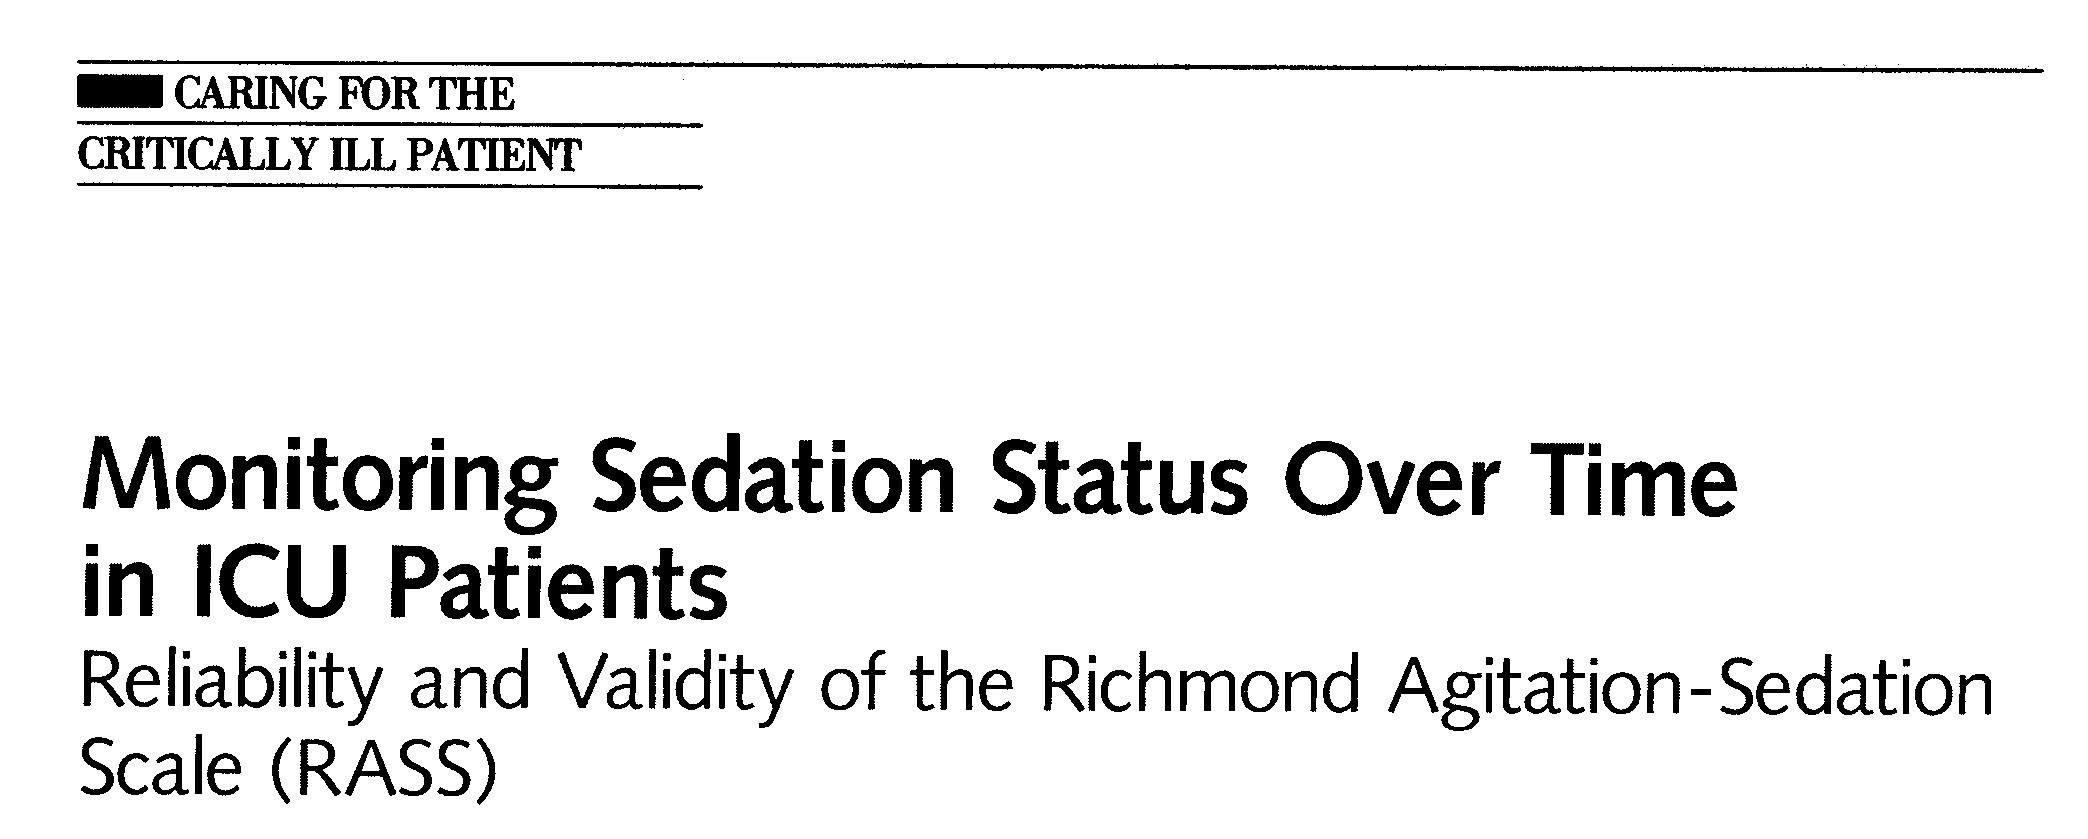 CARING FOR THE
CRITICALLY ILL PATIENT
Monitoring Sedation Status Over Time
in ICU Patients
Reliability and Validity of the Richmond Agitation-Sedation
Scale (RASS)